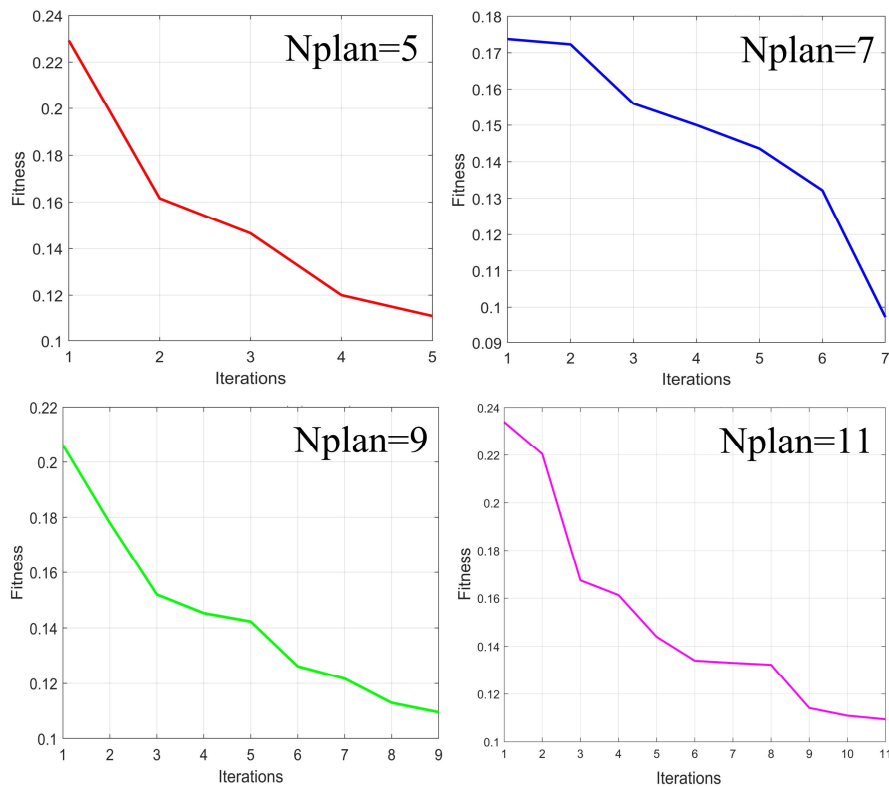 Nplan=5
0.24
0.22
0.2
0.18
0.16
0.14
0.12
0.1
Fitness
1 2 3 4 5
Iterations
Nplan=7
0.18
0.17
0.16
0.15
0.14
0.13
0.12
0.11
0.1
0.09
Fitness
1 2 3 4 5 6 7
Iterations
Nplan=9
0.22
0.2
0.18
0.16
0.14
0.12
0.1
Fitness
1 2 3 4 5 6 7 8 9
Iterations
Nplan=11
0.24
0.22
0.2
0.18
0.16
0.14
0.12
0.1
Fitness
1 2 3 4 5 6 7 8 9 10 11
Iterations